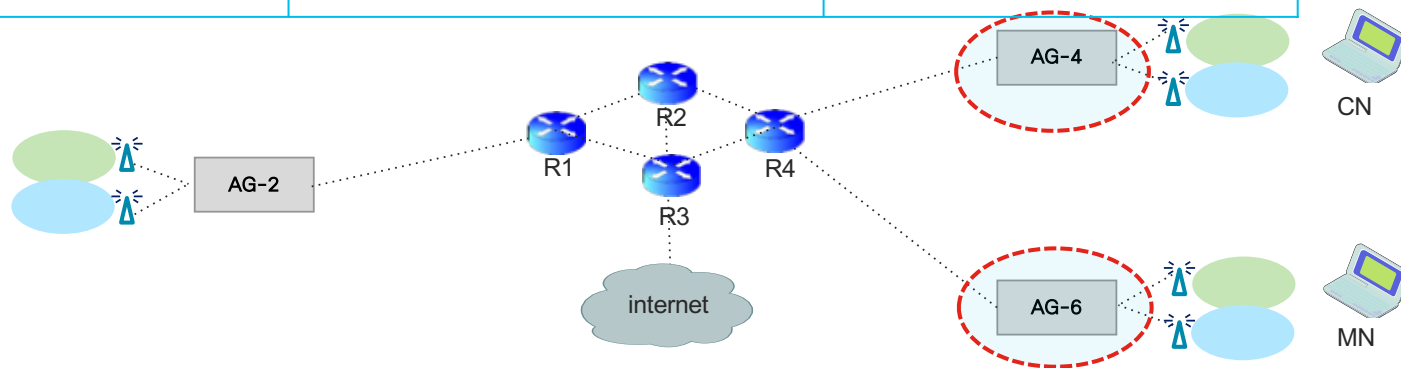 AG-4
CN
R2
R1
R4
AG-2
R3
internet
AG-6
MN